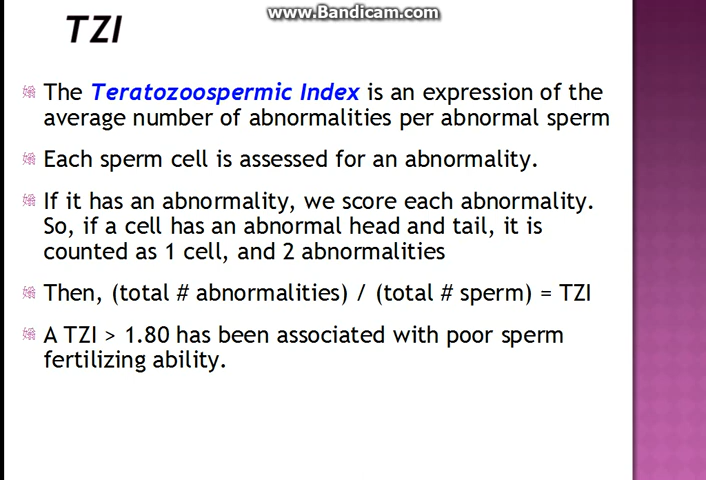 www.Bandicam.com
TZI
The Teratozoospermic Index is an expression of the
average number of abnormalities per abnormal sperm
Each sperm cell is assessed for an abnormality.
If it has an abnormality, we score each abnormality.
So, if a cell has an abnormal head and tail, it is
counted as 1 cell, and 2 abnormalities
Then, (total # abnormalities) / (total # sperm) = TZI
A TZI > 1.80 has been associated with poor sperm
fertilizing ability.